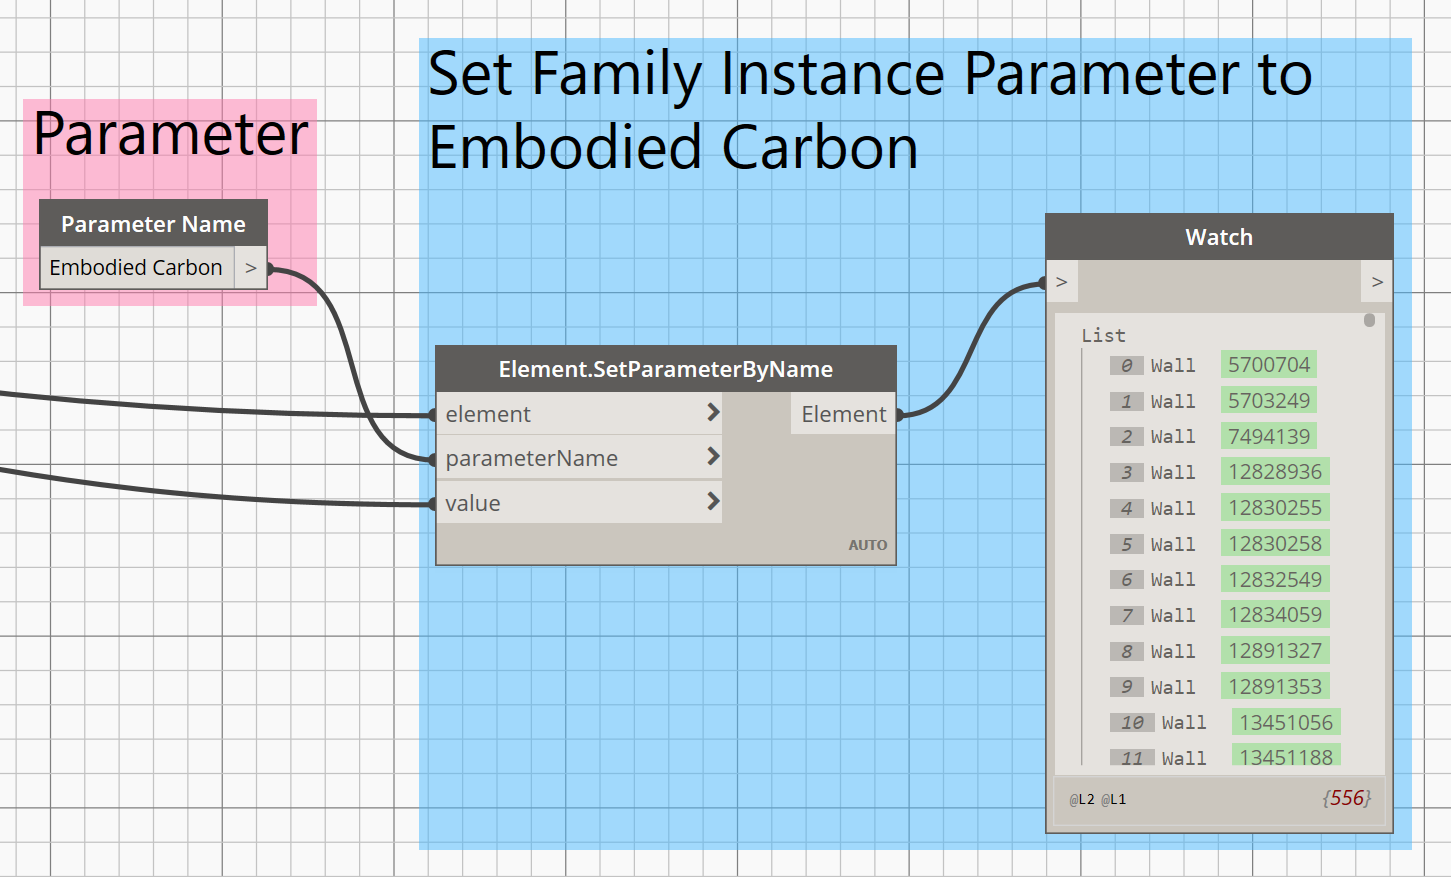 Set Family Instance Parameter to
Embodied Carbon
Parameter
Parameter Name
Embodied Carbon >
Element.SetParameterByName
element Element
parameterName
value
AUTO
Watch
> >
List
0 Wall 5700704
1 Wall 5703249
2 Wall 7494139
3 Wall 12828936
4 Wall 12830255
5 Wall 12830258
6 Wall 12832549
7 Wall 12834059
8 Wall 12891327
9 Wall 12891353
10 Wall 13451056
11 Wall 13451188
@L2 @L1 {556}